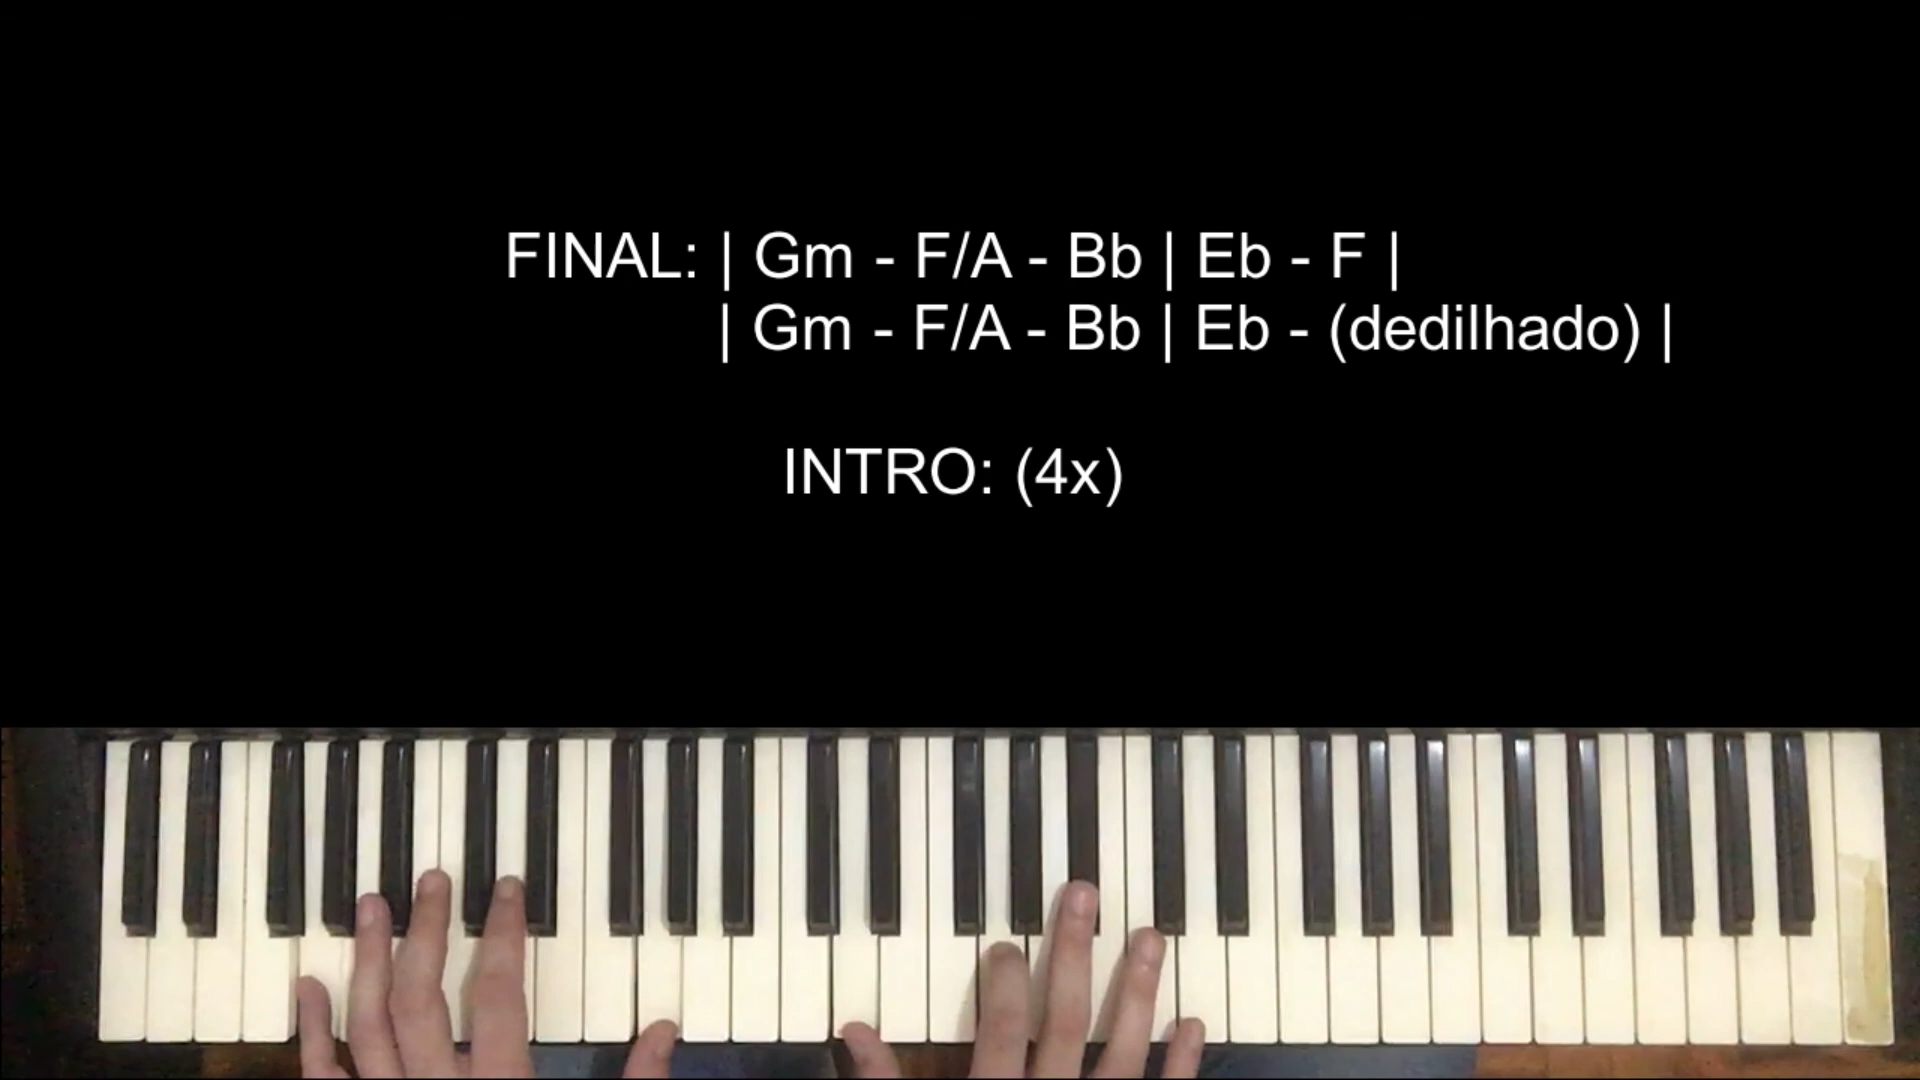 FINAL: | Gm - F/A - Bb | Eb - F |
| Gm - F/A - Bb | Eb - (dedilhado) |
INTRO: (4x)